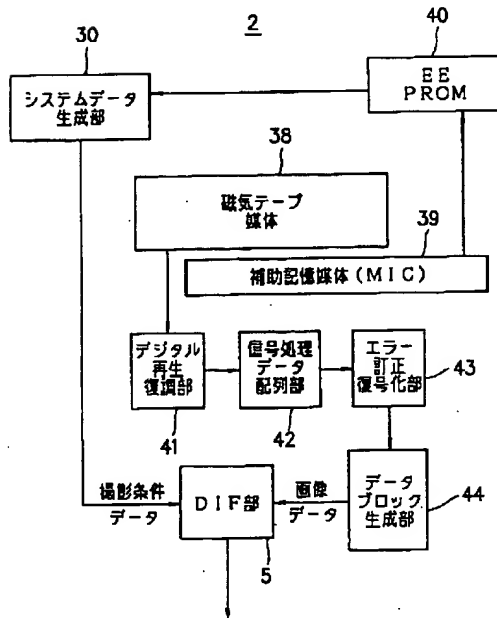 2
40
EE
PROM
30
システムデータ
生成部
38
磁気テープ
媒体
39
補助記憶媒体(MIC)
デジタル
再生
復調部
41
信号処理
データ
配列部
42
エラー
訂正
復号化部
43
撮影条件
データ
DIF部
5
画像
データ
データ
ブロック
生成部
44